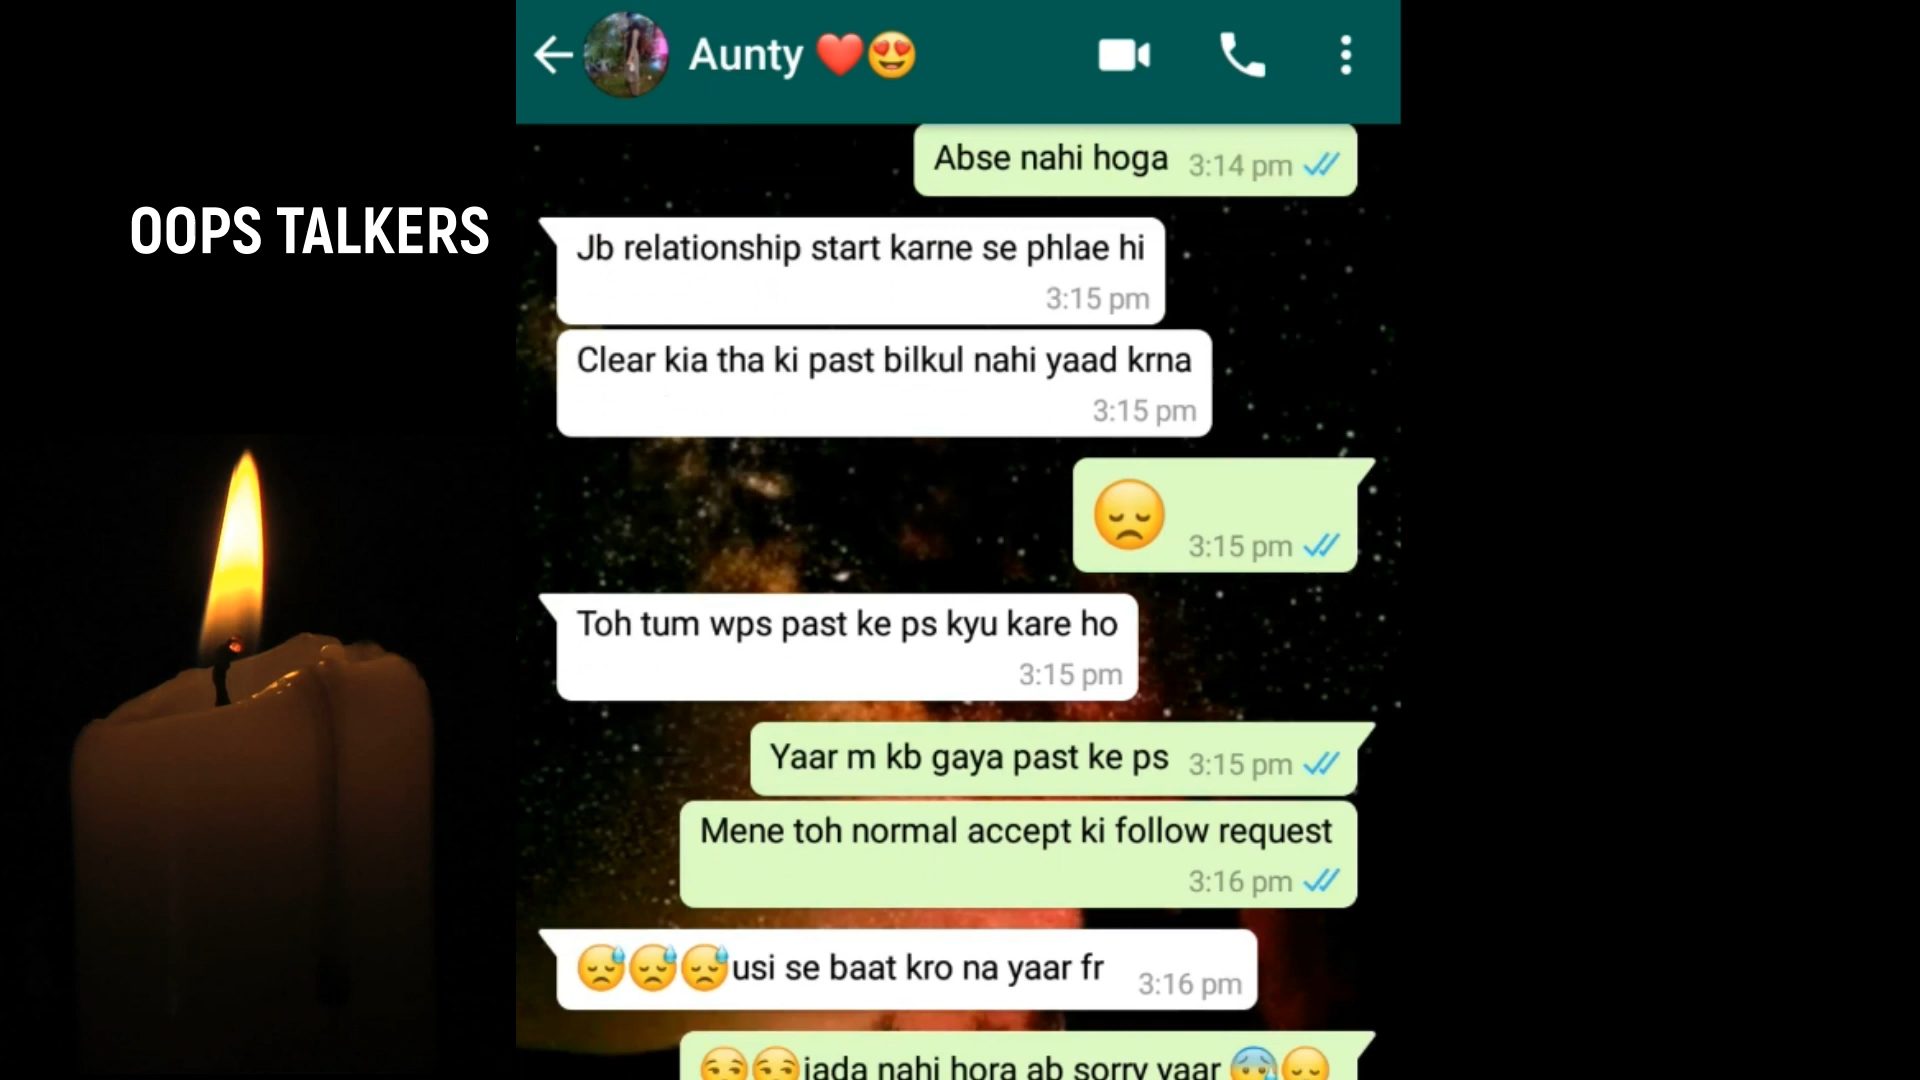 Aunty ❤️😍
OOPS TALKERS
Abse nahi hoga 3:14 pm
Jb relationship start karne se phlae hi
3:15 pm
Clear kia tha ki past bilkul nahi yaad krna
3:15 pm
😞 3:15 pm
Toh tum wps past ke ps kyu kare ho
3:15 pm
Yaar m kb gaya past ke ps 3:15 pm
Mene toh normal accept ki follow request
3:16 pm
😓😓😓usi se baat kro na yaar fr 3:16 pm
😏😏jada nahi hora ab sorry yaar 😰😔